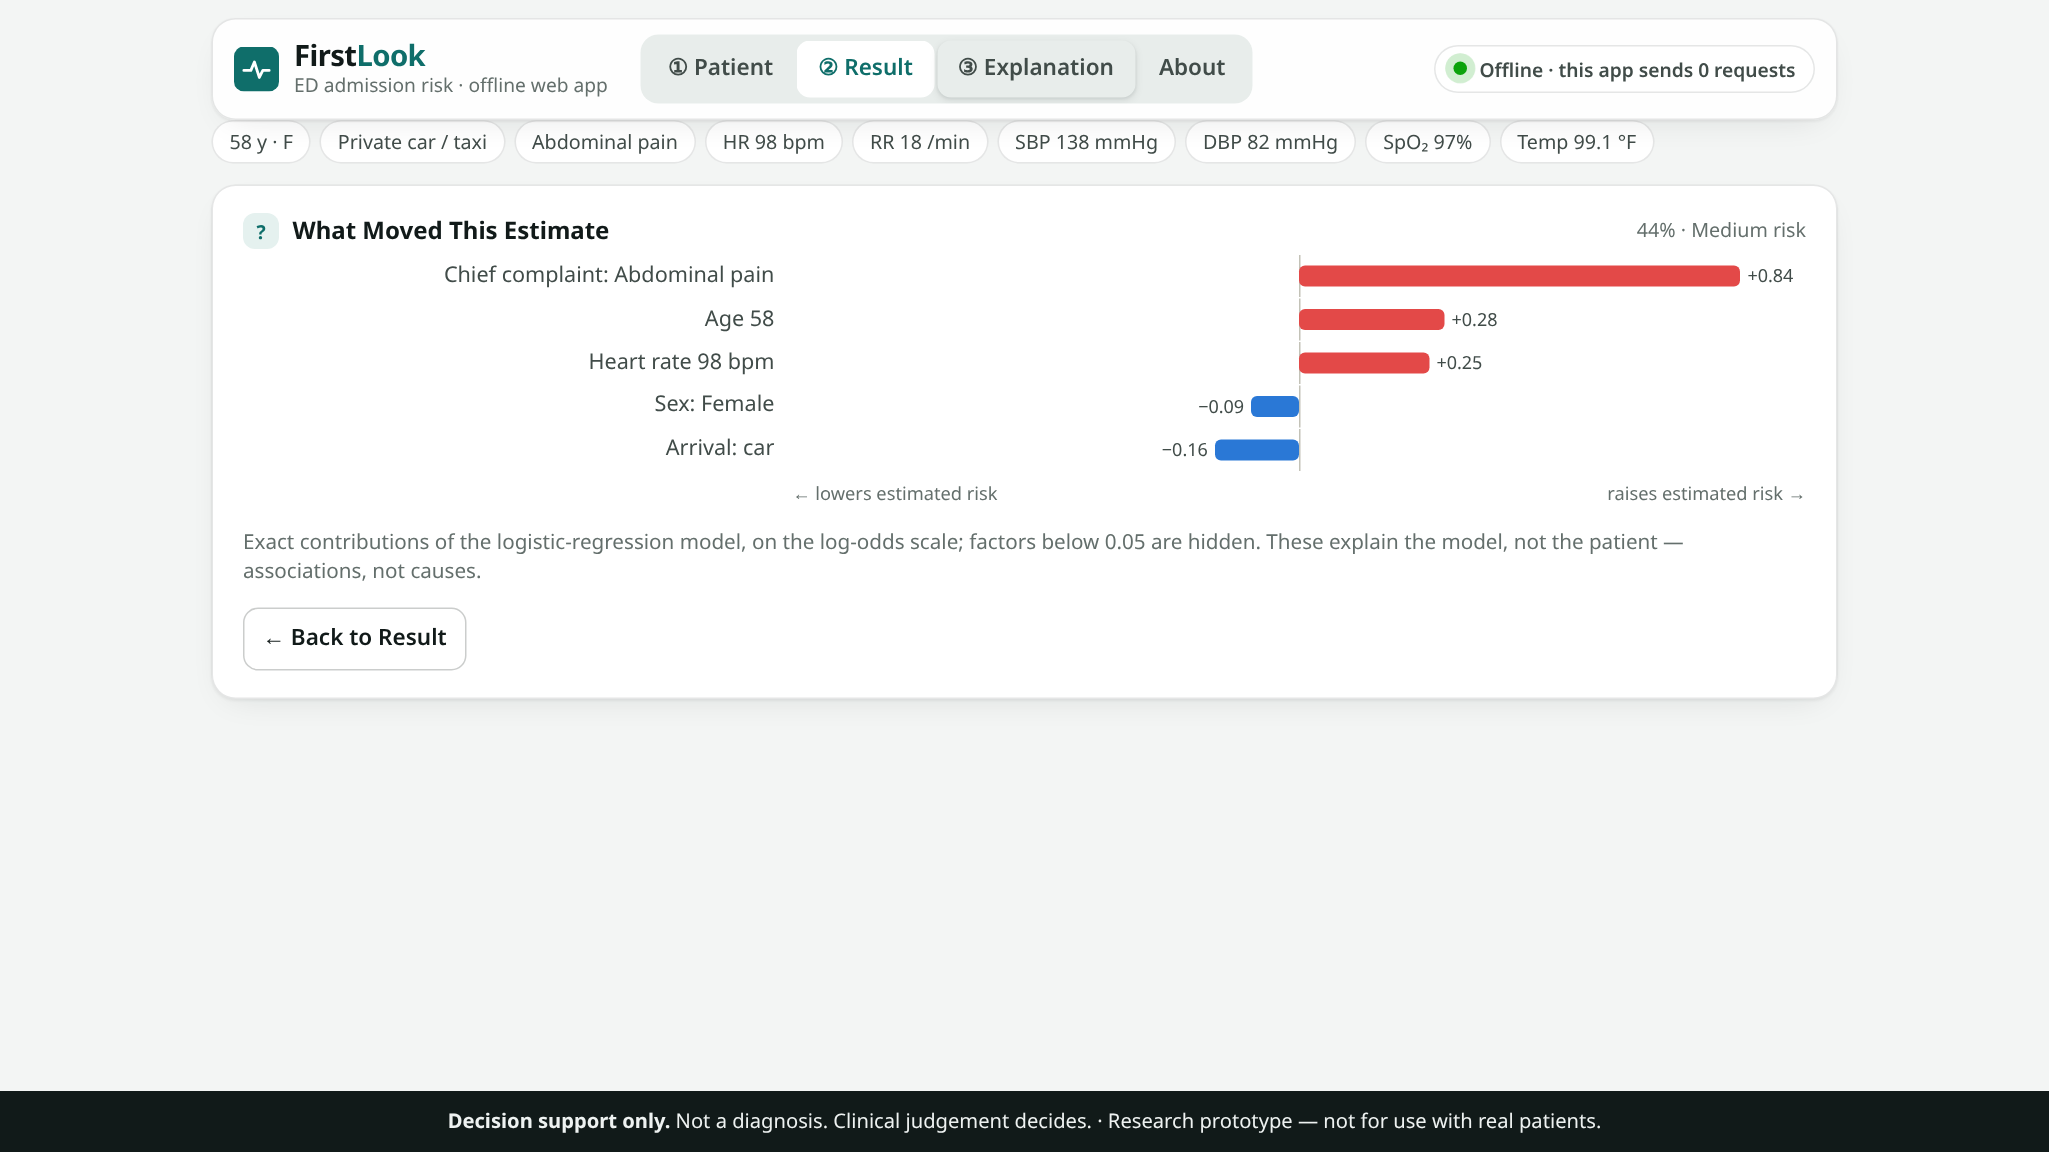 FirstLook
ED admission risk · offline web app
① Patient
② Result
③ Explanation
About
Offline · this app sends 0 requests
58 y · F
Private car / taxi
Abdominal pain
HR 98 bpm
RR 18 /min
SBP 138 mmHg
DBP 82 mmHg
SpO₂ 97%
Temp 99.1 °F
? What Moved This Estimate
44% · Medium risk
Chief complaint: Abdominal pain +0.84
Age 58 +0.28
Heart rate 98 bpm +0.25
Sex: Female −0.09
Arrival: car −0.16
← lowers estimated risk
raises estimated risk →
Exact contributions of the logistic-regression model, on the log-odds scale; factors below 0.05 are hidden. These explain the model, not the patient —
associations, not causes.
← Back to Result
Decision support only. Not a diagnosis. Clinical judgement decides. · Research prototype — not for use with real patients.